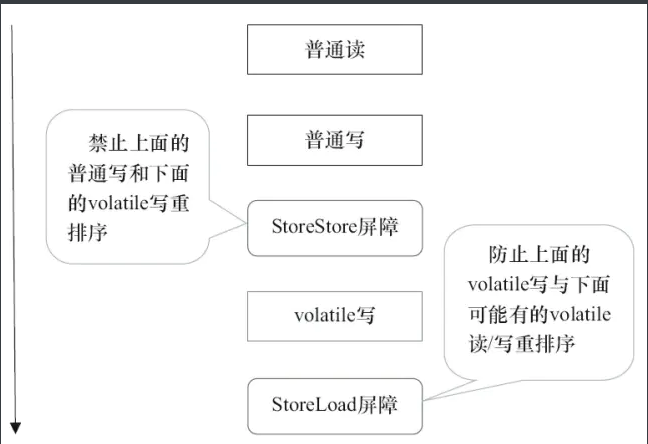 普通读
普通写
禁止上面的
普通写和下面
的volatile写重
排序
StoreStore屏障
防止上面的
volatile写与下面
可能有的volatile
读/写重排序
volatile写
StoreLoad屏障